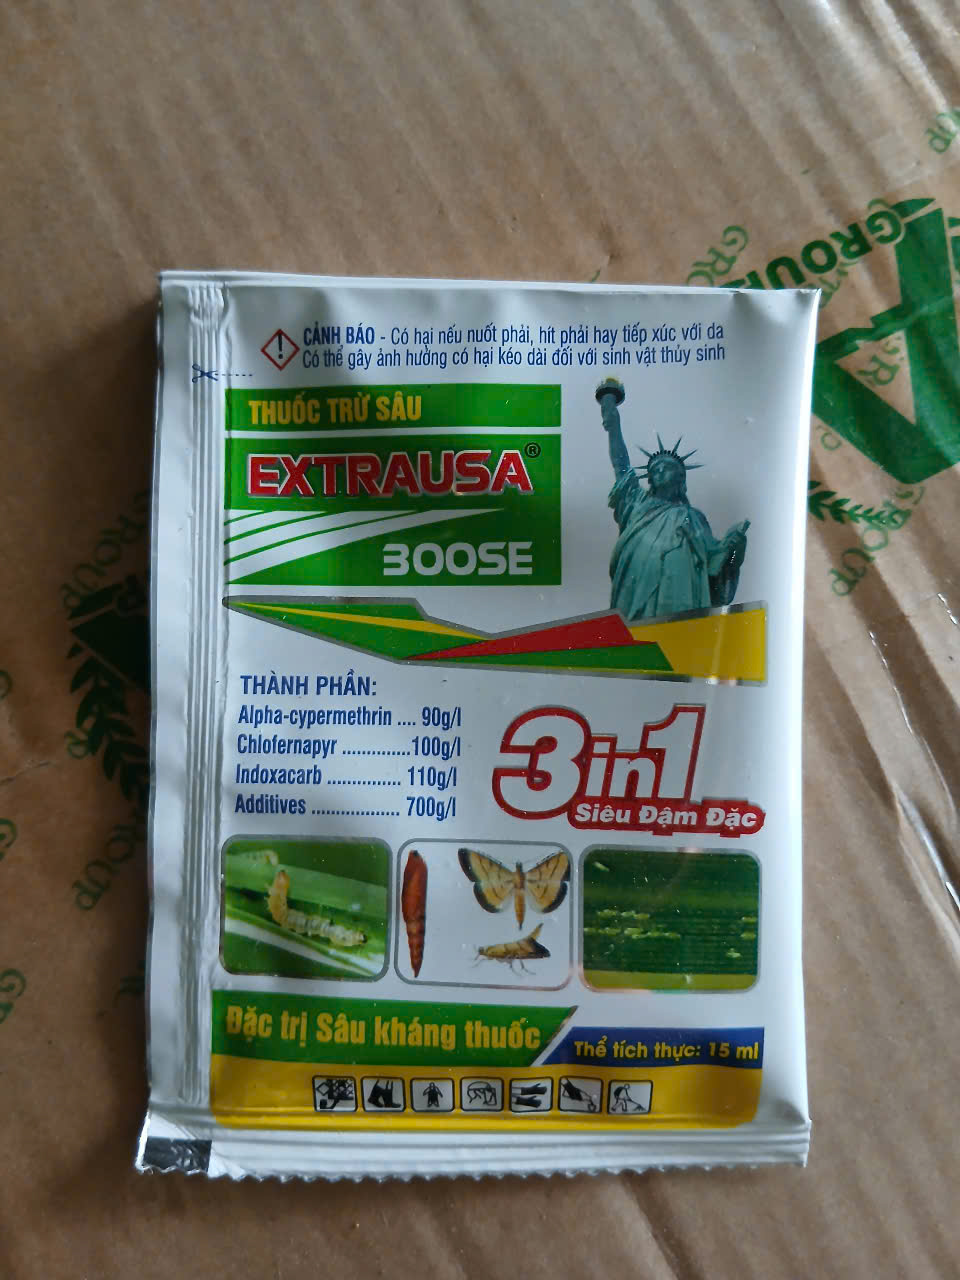 CẢNH BÁO - Có hại nếu nuốt phải, hít phải hay tiếp xúc với da
Có thể gây ảnh hưởng có hại kéo dài đối với sinh vật thủy sinh
THUỐC TRỪ SÂU
EXTRAUSA®
300SE
THÀNH PHẦN:
Alpha-cypermethrin .... 90g/l
Chlofernapyr ..............100g/l
Indoxacarb ............... 110g/l
Additives .................. 700g/l
3in1
Siêu Đậm Đặc
Đặc trị Sâu kháng thuốc
Thể tích thực: 15 ml
GROUP
GROUP
GROUP
GROUP